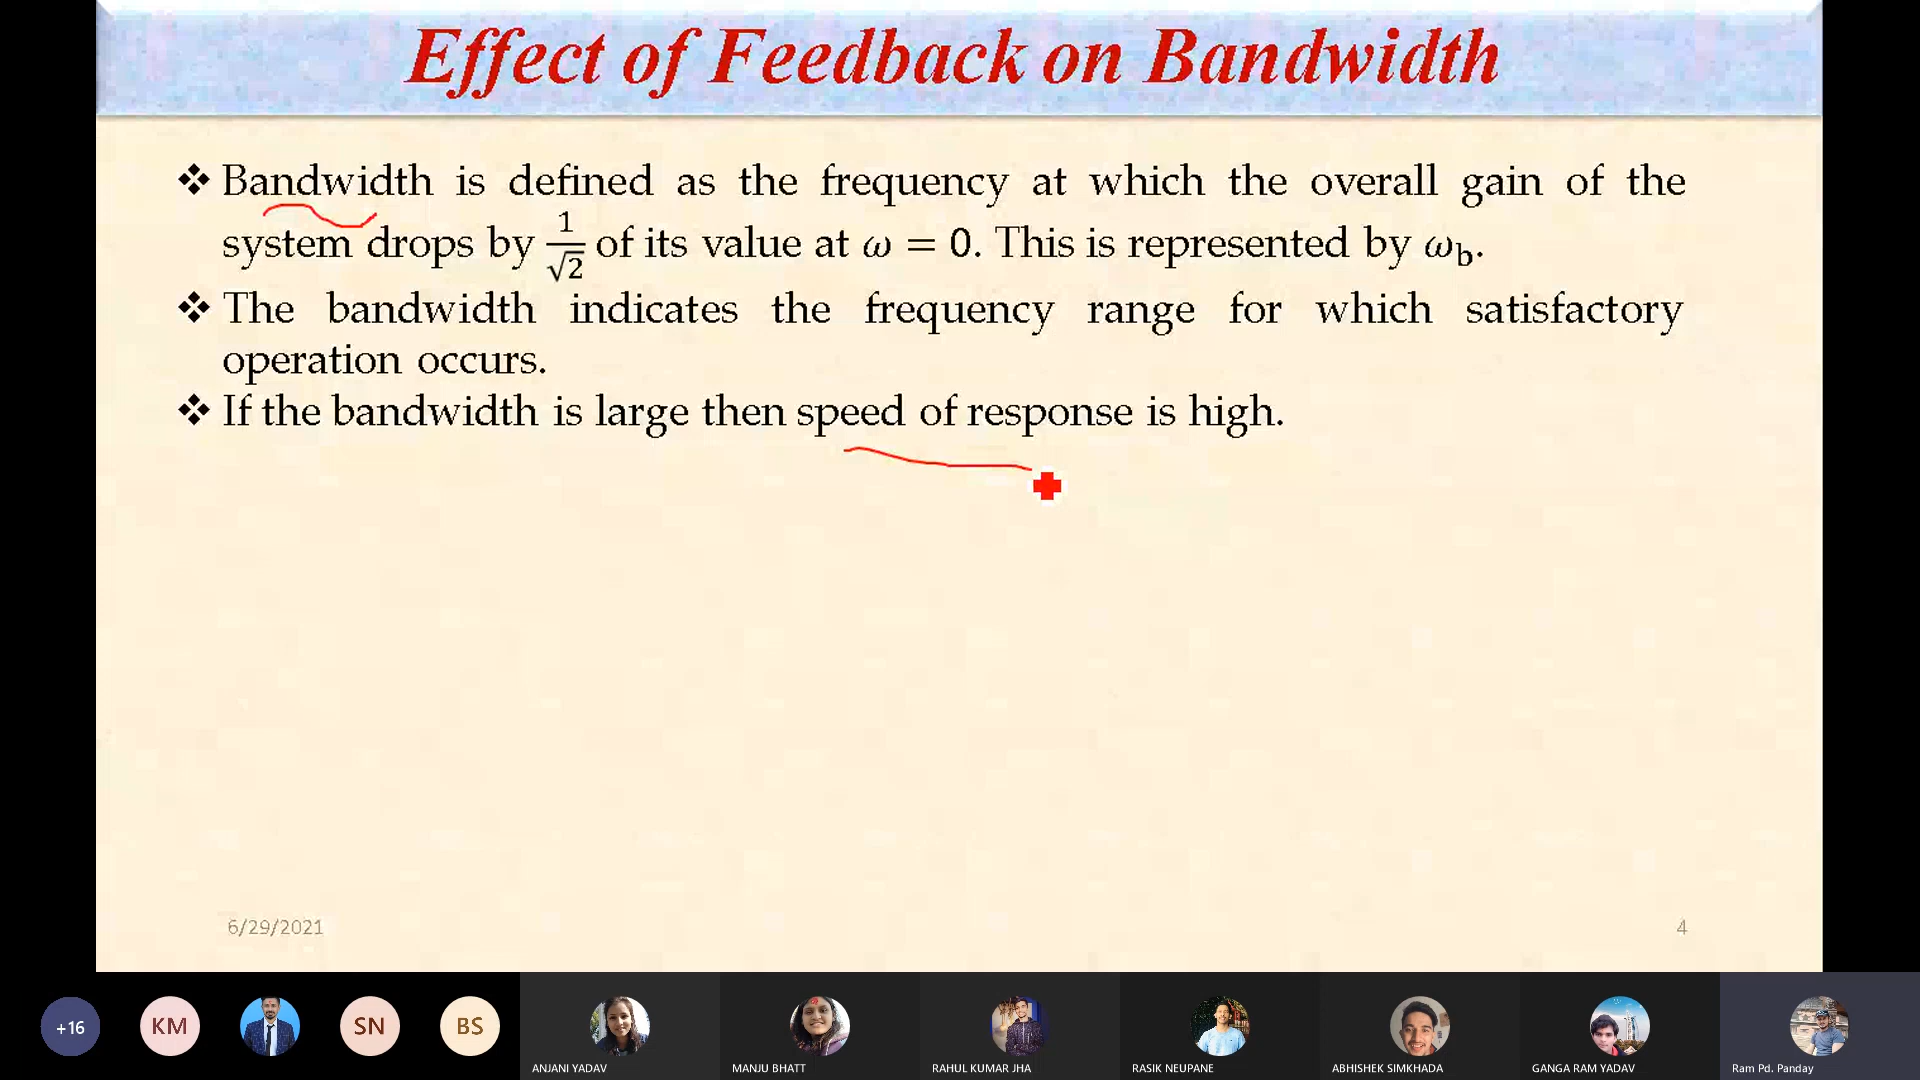 Effect of Feedback on Bandwidth
❖ Bandwidth is defined as the frequency at which the overall gain of the
system drops by 1/√2 of its value at ω = 0. This is represented by ω_b.
❖ The bandwidth indicates the frequency range for which satisfactory
operation occurs.
❖ If the bandwidth is large then speed of response is high.
6/29/2021
4
+16
KM
SN
BS
ANJANI YADAV
MANJU BHATT
RAHUL KUMAR JHA
RASIK NEUPANE
ABHISHEK SIMKHADA
GANGA RAM YADAV
Ram Pd. Panday